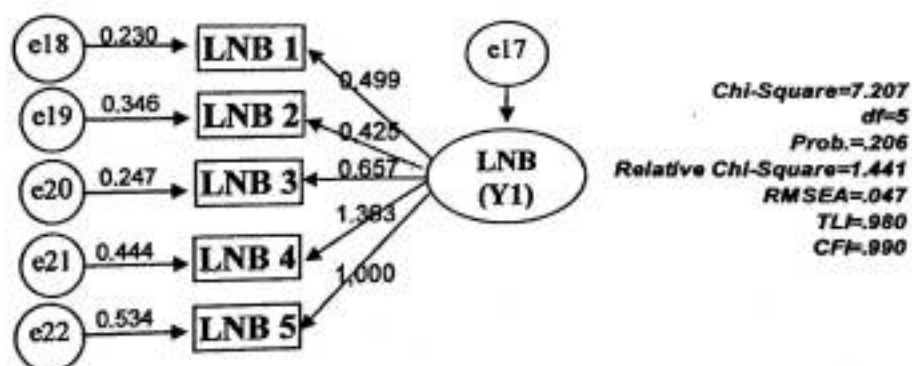 e18 0.230 LNB 1 e17
0.499
Chi-Square=7.207
e19 0.346 LNB 2 df=5
0.425
Prob.=.206
LNB
(Y1)
e20 0.247 LNB 3 0.657
Relative Chi-Square=1.441
RMSEA=.047
1,383
TLI=.980
e21 0.444 LNB 4
CFI=.990
1,000
e22 0.534 LNB 5